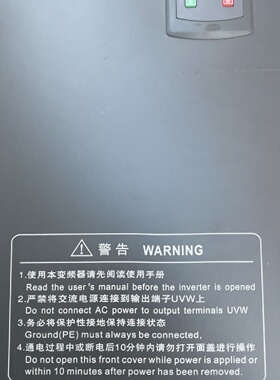 ⚠ 警告 WARNING
1.使用本变频器请先阅读使用手册
Read the user's manual before the inverter is opened
2.严禁将交流电源连接到输出端子UVW上
Do not connect AC power to output terminals UVW
3.务必将保护性接地保持连接状态
Ground(PE) must always be connected,
4.通电过程中或断电后10分钟内请勿打开面盖进行操作
Do not open this front cover while power is applied or
within 10 minutes after power has been removed.